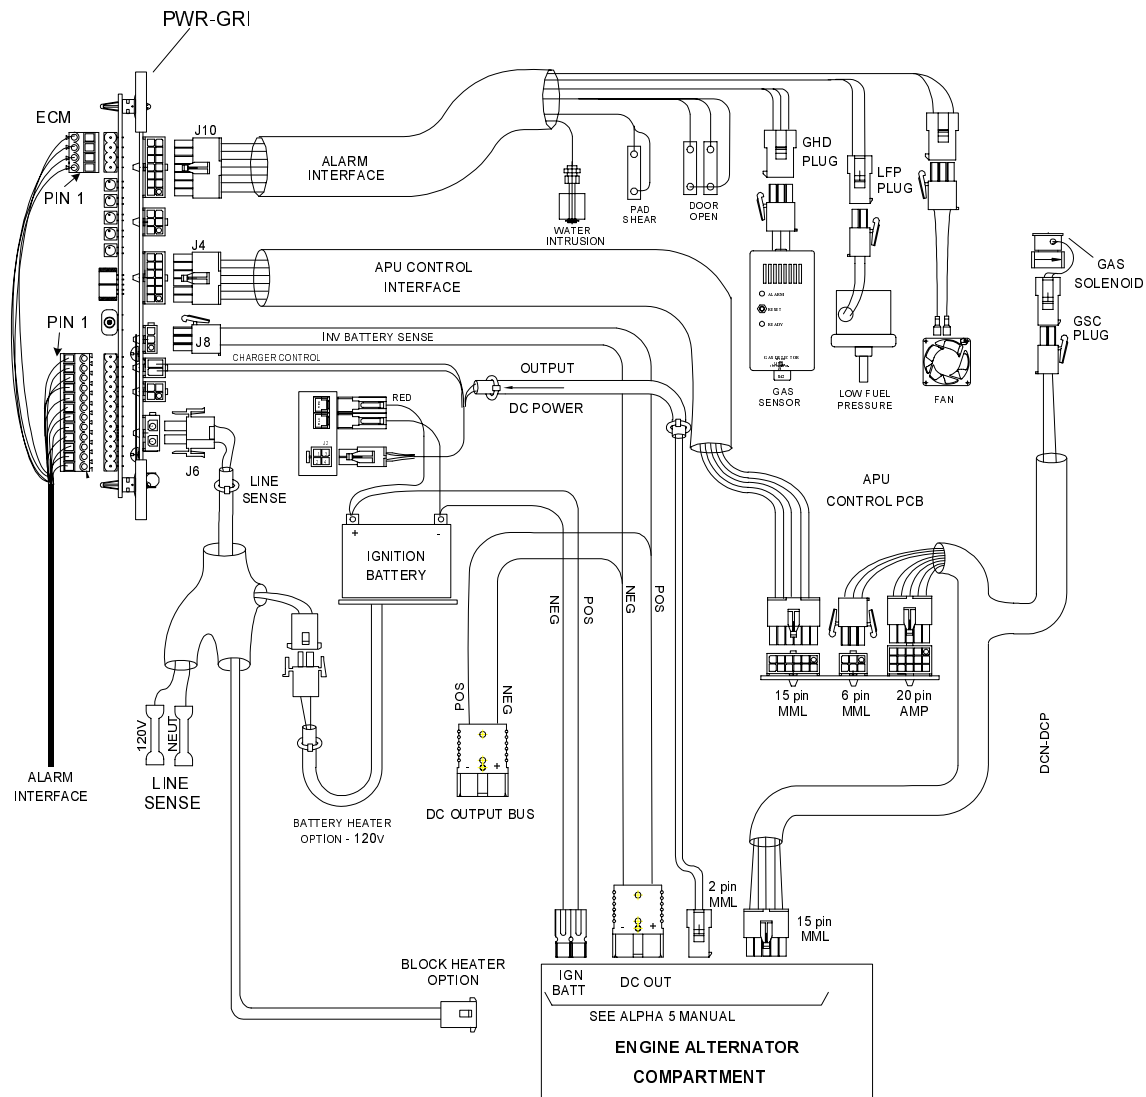 PWR-GRI
ECM
J10
ALARM
INTERFACE
GHD
PLUG
LFP
PLUG
PIN 1
PAD
SHEAR
DOOR
OPEN
WATER
INTRUSION
J4
APU CONTROL
INTERFACE
GAS
SOLENOID
ALARM
RESET
READY
PIN 1
J8
INV BATTERY SENSE
GSC
PLUG
CHARGER CONTROL
OUTPUT
DC POWER
GAS
SENSOR
LOW FUEL
PRESSURE
FAN
RED
J2
J6
LINE
SENSE
APU
CONTROL PCB
+
-
IGNITION
BATTERY
NEG
POS
NEG
POS
POS
NEG
15 pin
MML
6 pin
MML
20 pin
AMP
120V
NEUT
DCN-DCP
- +
ALARM
INTERFACE
LINE
SENSE
DC OUTPUT BUS
BATTERY HEATER
OPTION - 120V
2 pin
MML
15 pin
MML
- +
BLOCK HEATER
OPTION
IGN
BATT
DC OUT
SEE ALPHA 5 MANUAL
ENGINE ALTERNATOR
COMPARTMENT